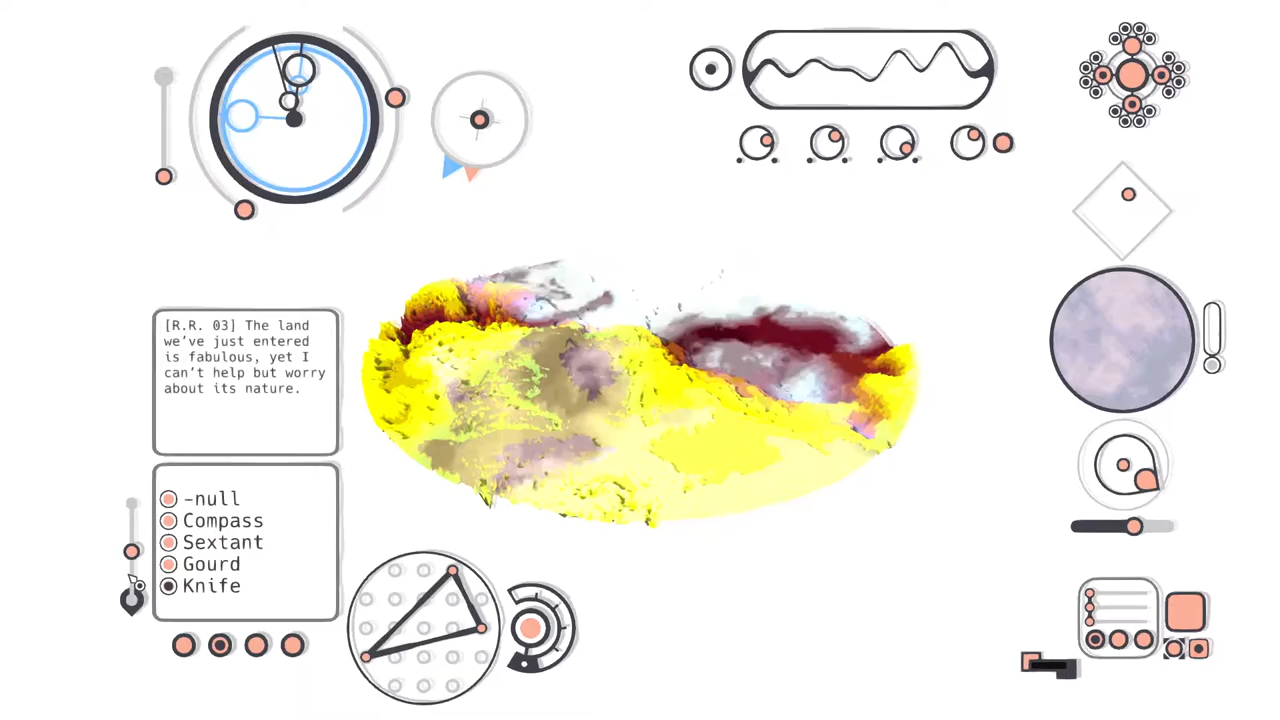 [R.R. 03] The land
we've just entered
is fabulous, yet I
can't help but worry
about its nature.
-null
Compass
Sextant
Gourd
Knife